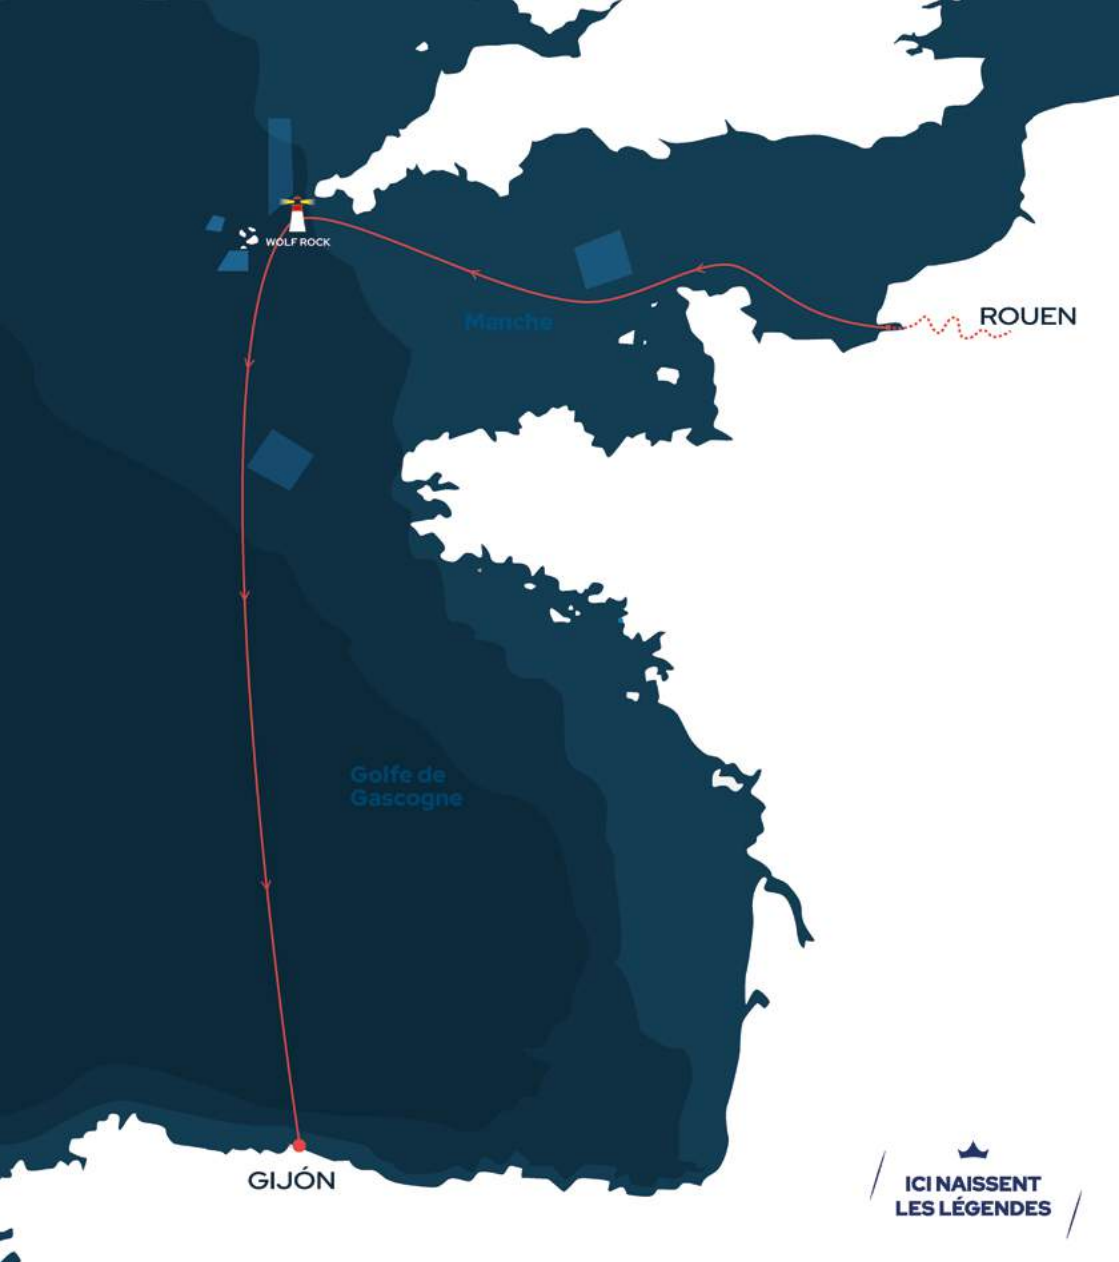 WOLF ROCK
Manche
ROUEN
Golfe de
Gascogne
GIJÓN
ICI NAISSENT
LES LÉGENDES